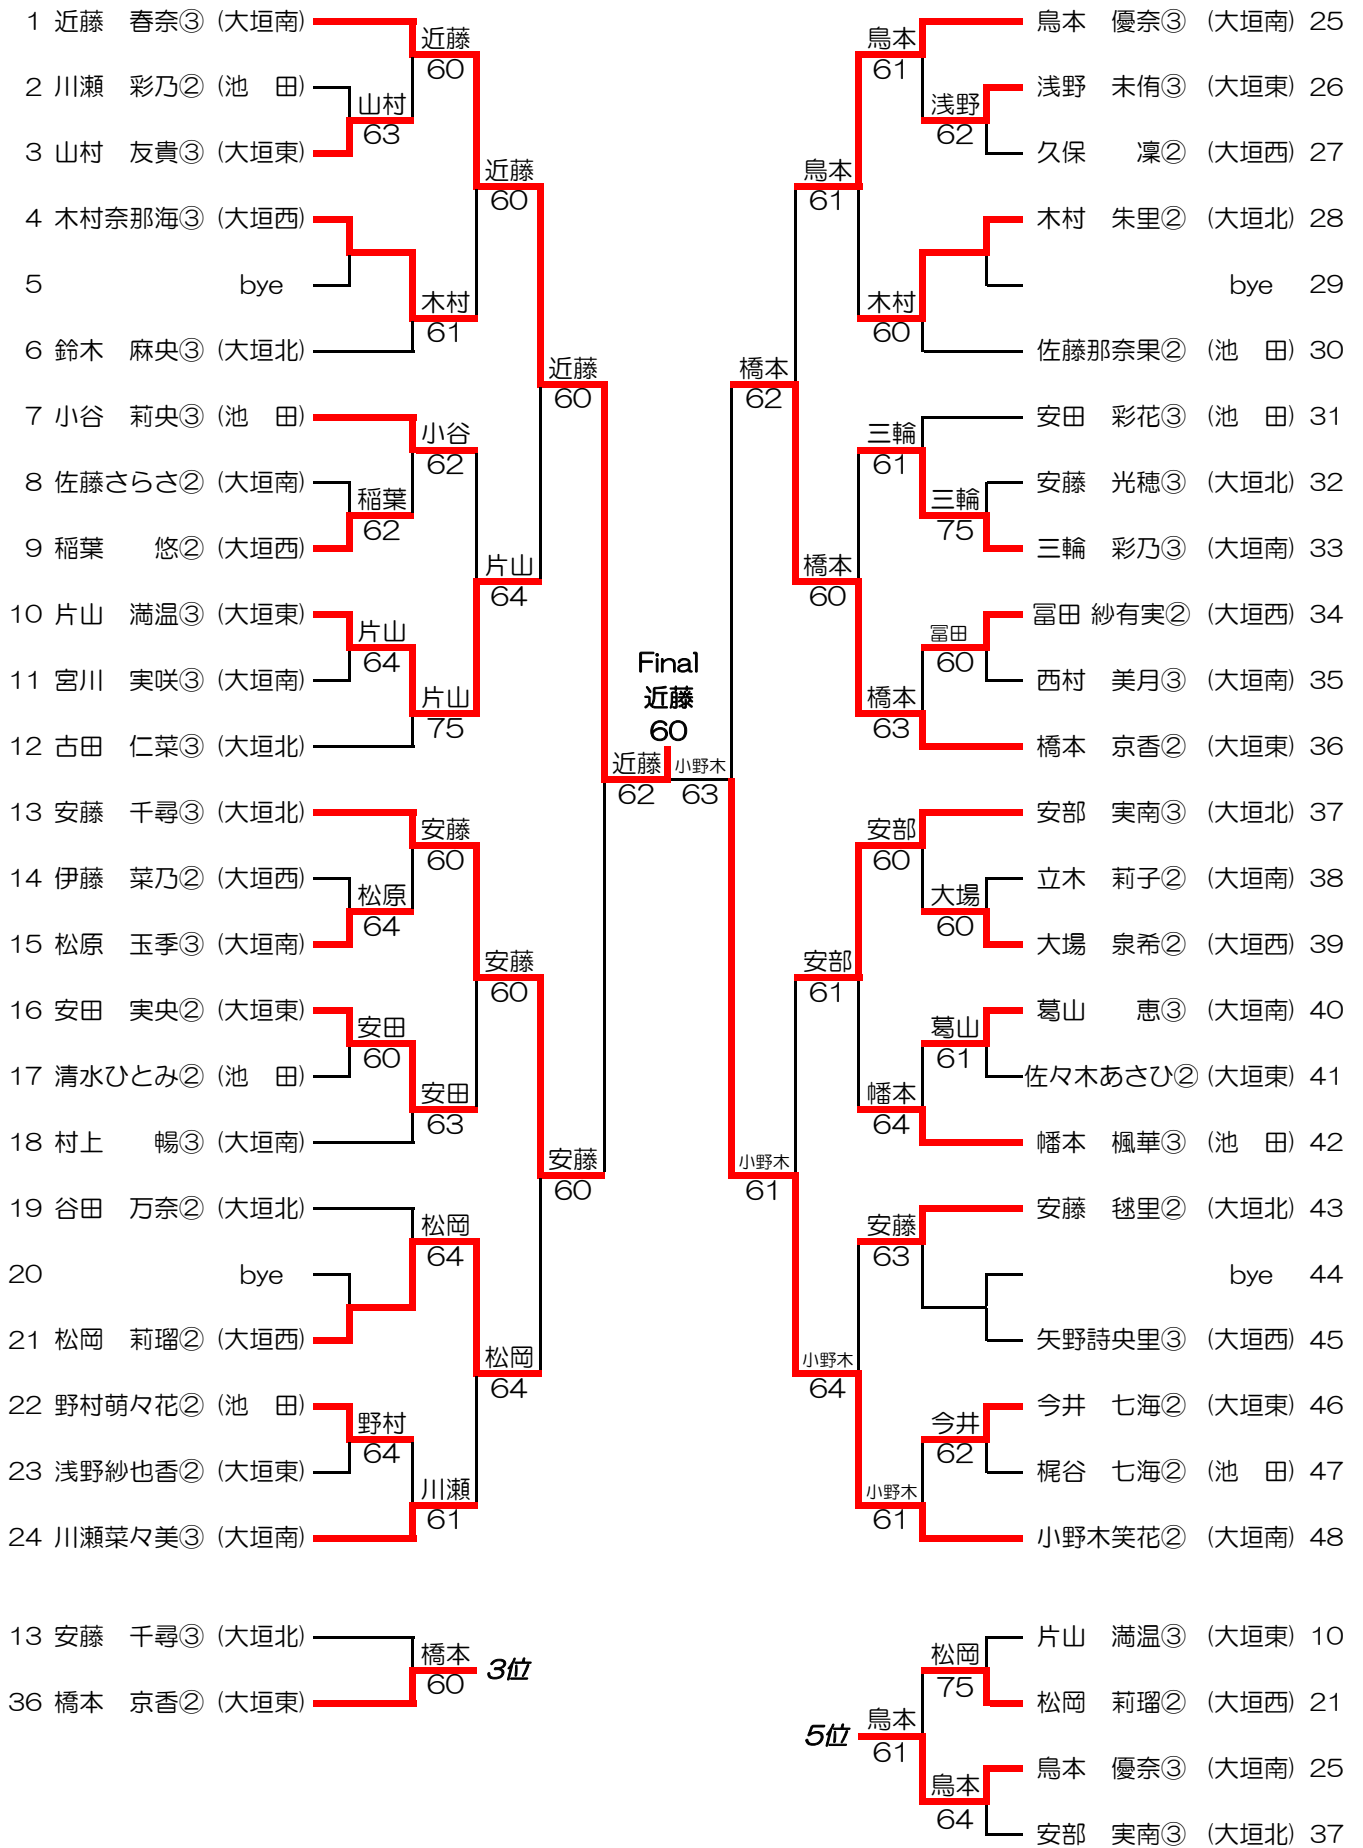 1 近藤　春奈③ (大垣南)
2 川瀬　彩乃② (池　田)
3 山村　友貴③ (大垣東)
4 木村奈那海③ (大垣西)
5 bye
6 鈴木　麻央③ (大垣北)
7 小谷　莉央③ (池　田)
8 佐藤さらさ② (大垣南)
9 稲葉　　悠② (大垣西)
10 片山　満温③ (大垣東)
11 宮川　実咲③ (大垣南)
12 古田　仁菜③ (大垣北)
13 安藤　千尋③ (大垣北)
14 伊藤　菜乃② (大垣西)
15 松原　玉季③ (大垣南)
16 安田　実央② (大垣東)
17 清水ひとみ② (池　田)
18 村上　　暢③ (大垣南)
19 谷田　万奈② (大垣北)
20 bye
21 松岡　莉瑠② (大垣西)
22 野村萌々花② (池　田)
23 浅野紗也香② (大垣東)
24 川瀬菜々美③ (大垣南)
山村
63
稲葉
62
片山
64
松原
64
安田
60
野村
64
近藤
60
木村
61
小谷
62
片山
75
安藤
60
安田
63
松岡
64
川瀬
61
近藤
60
片山
64
安藤
60
松岡
64
近藤
60
安藤
60
近藤
62
Final
近藤
60
小野木
63
橋本
62
小野木
61
鳥本
61
橋本
60
安部
61
小野木
64
鳥本
61
木村
60
三輪
61
橋本
63
安部
60
幡本
64
安藤
63
小野木
61
浅野
62
三輪
75
冨田
60
大場
60
葛山
61
今井
62
鳥本　優奈③ (大垣南) 25
浅野　未侑③ (大垣東) 26
久保　　凜② (大垣西) 27
木村　朱里② (大垣北) 28
bye 29
佐藤那奈果② (池　田) 30
安田　彩花③ (池　田) 31
安藤　光穂③ (大垣北) 32
三輪　彩乃③ (大垣南) 33
冨田 紗有実② (大垣西) 34
西村　美月③ (大垣南) 35
橋本　京香② (大垣東) 36
安部　実南③ (大垣北) 37
立木　莉子② (大垣南) 38
大場　泉希② (大垣西) 39
葛山　　恵③ (大垣南) 40
佐々木あさひ② (大垣東) 41
幡本　楓華③ (池　田) 42
安藤　毬里② (大垣北) 43
bye 44
矢野詩央里③ (大垣西) 45
今井　七海② (大垣東) 46
梶谷　七海② (池　田) 47
小野木笑花② (大垣南) 48
13 安藤　千尋③ (大垣北)
36 橋本　京香② (大垣東)
橋本
60
3位
5位
鳥本
61
松岡
75
鳥本
64
片山　満温③ (大垣東) 10
松岡　莉瑠② (大垣西) 21
鳥本　優奈③ (大垣南) 25
安部　実南③ (大垣北) 37